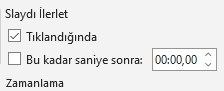 Slaydı İlerlet
Tıklandığında
Bu kadar saniye sonra: 00:00,00
Zamanlama